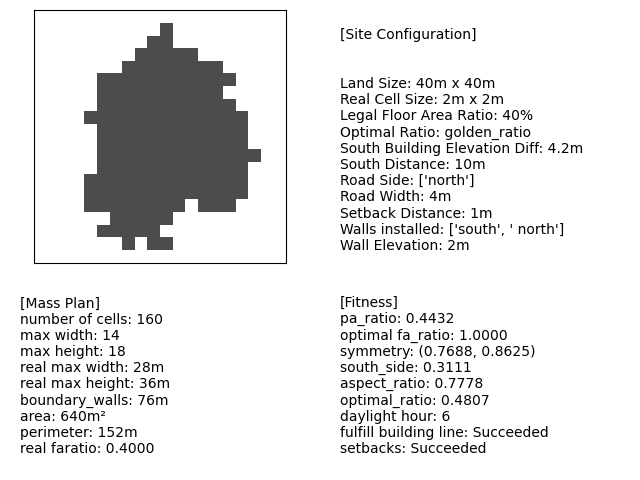 [Site Configuration]
Land Size: 40m x 40m
Real Cell Size: 2m x 2m
Legal Floor Area Ratio: 40%
Optimal Ratio: golden_ratio
South Building Elevation Diff: 4.2m
South Distance: 10m
Road Side: ['north']
Road Width: 4m
Setback Distance: 1m
Walls installed: ['south', ' north']
Wall Elevation: 2m
[Mass Plan]
number of cells: 160
max width: 14
max height: 18
real max width: 28m
real max height: 36m
boundary_walls: 76m
area: 640m²
perimeter: 152m
real faratio: 0.4000
[Fitness]
pa_ratio: 0.4432
optimal fa_ratio: 1.0000
symmetry: (0.7688, 0.8625)
south_side: 0.3111
aspect_ratio: 0.7778
optimal_ratio: 0.4807
daylight hour: 6
fulfill building line: Succeeded
setbacks: Succeeded